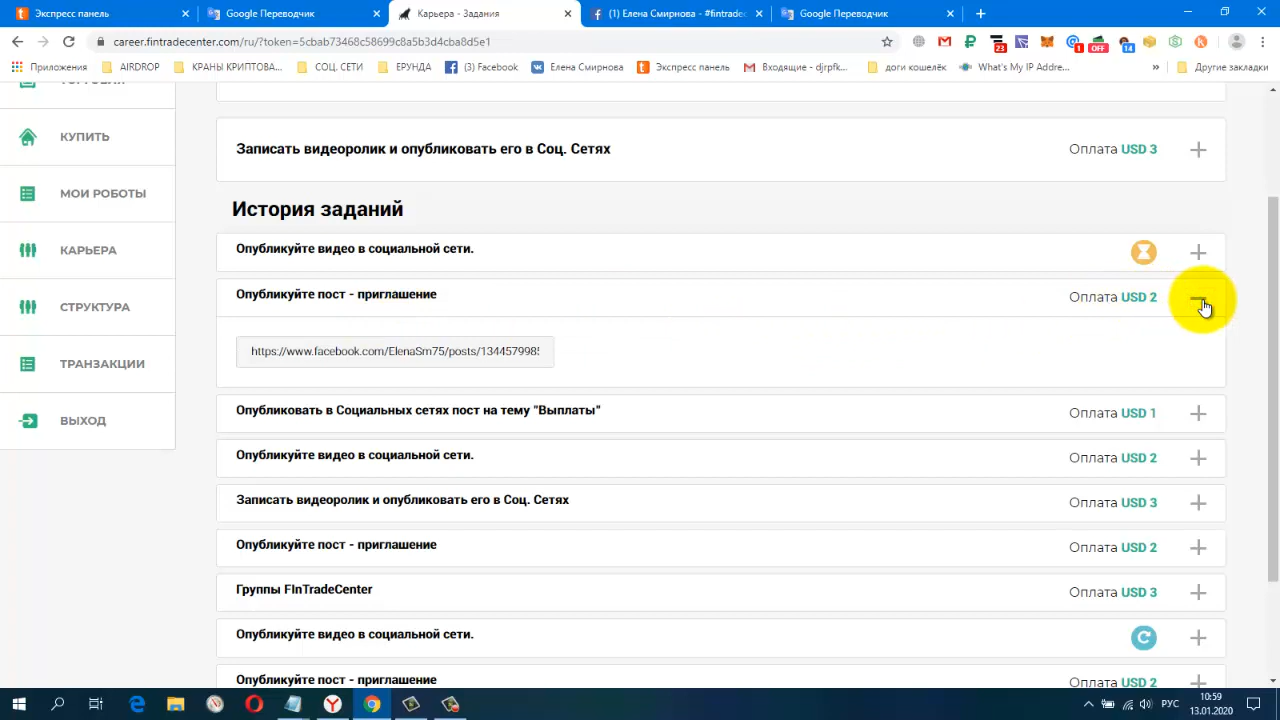 Экспресс панель
Google Переводчик
Карьера - Задания
(1) Елена Смирнова - #fintradec
Google Переводчик
career.fintradecenter.com/ru/?token=5cbab73468c58699c8a5b3d4cba8d5e1
23
1
OFF
14
Приложения
AIRDROP
КРАНЫ КРИПТОВА...
СОЦ. СЕТИ
ЕРУНДА
(3) Facebook
Елена Смирнова
Экспресс панель
Входящие - djrpfk...
доги кошелёк
What's My IP Addre...
»
Другие закладки
КУПИТЬ
МОИ РОБОТЫ
КАРЬЕРА
СТРУКТУРА
ТРАНЗАКЦИИ
ВЫХОД
Записать видеоролик и опубликовать его в Соц. Сетях
Оплата USD 3
История заданий
Опубликуйте видео в социальной сети.
Опубликуйте пост - приглашение
Оплата USD 2
https://www.facebook.com/ElenaSm75/posts/1344579985
Опубликовать в Социальных сетях пост на тему "Выплаты"
Оплата USD 1
Опубликуйте видео в социальной сети.
Оплата USD 2
Записать видеоролик и опубликовать его в Соц. Сетях
Оплата USD 3
Опубликуйте пост - приглашение
Оплата USD 2
Группы FInTradeCenter
Оплата USD 3
Опубликуйте видео в социальной сети.
Опубликуйте пост - приглашение
Оплата USD 2
РУС
10:59
13.01.2020